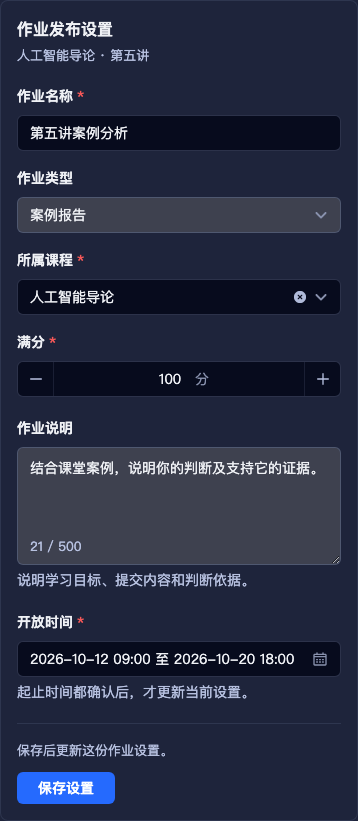 作业发布设置
人工智能导论 · 第五讲
作业名称 *
第五讲案例分析
作业类型
案例报告
所属课程 *
人工智能导论
满分 *
100 分
作业说明
结合课堂案例，说明你的判断及支持它的证据。
21 / 500
说明学习目标、提交内容和判断依据。
开放时间 *
2026-10-12 09:00 至 2026-10-20 18:00
起止时间都确认后，才更新当前设置。
保存后更新这份作业设置。
保存设置